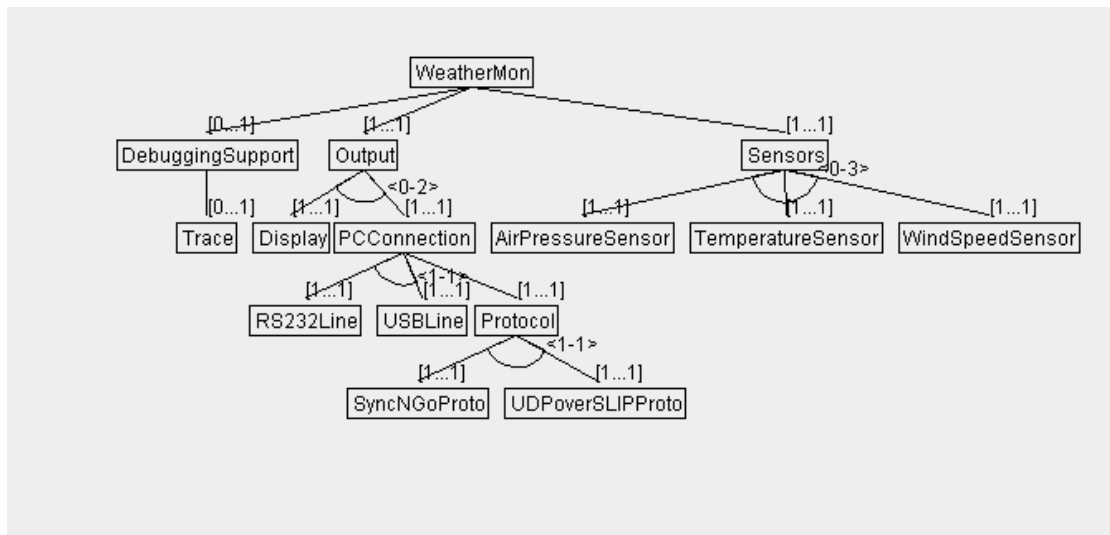 WeatherMon
[0...1] [1...1] [1...1]
DebuggingSupport Output Sensors
<0-2> <0-3>
[0...1] [1...1] [1...1] [1...1] [1...1] [1...1]
Trace Display PCConnection AirPressureSensor TemperatureSensor WindSpeedSensor
<1-1>
[1...1] [1...1] [1...1]
RS232Line USBLine Protocol
<1-1>
[1...1] [1...1]
SyncNGoProto UDPoverSLIPProto